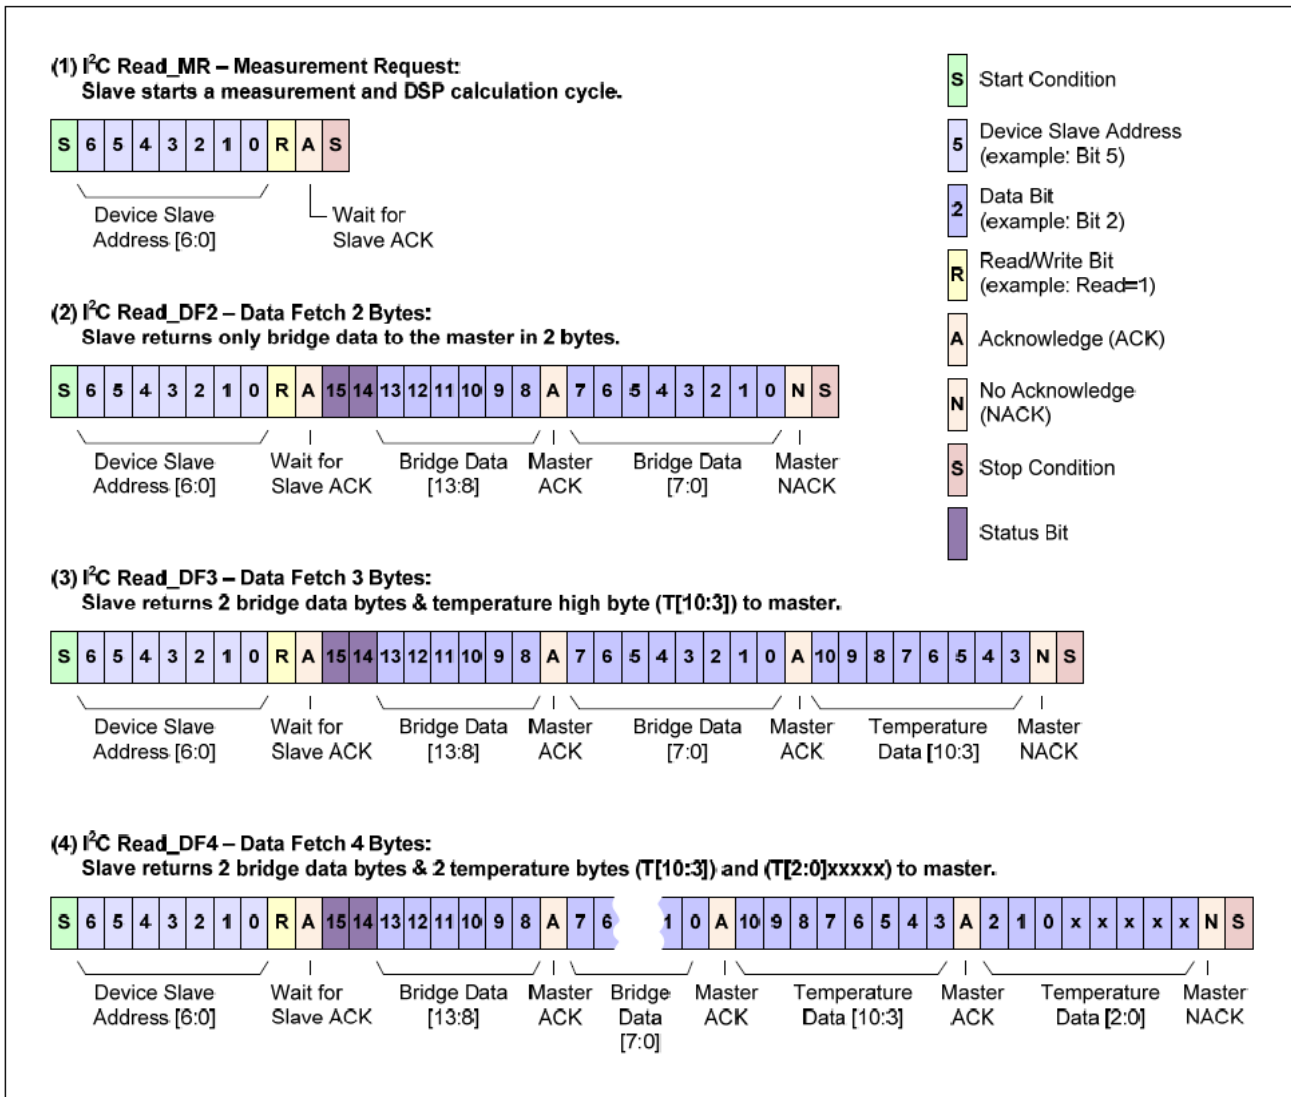 (1) I²C Read_MR – Measurement Request:
Slave starts a measurement and DSP calculation cycle.
S 6 5 4 3 2 1 0 R A S
Device Slave
Address [6:0]
Wait for
Slave ACK
(2) I²C Read_DF2 – Data Fetch 2 Bytes:
Slave returns only bridge data to the master in 2 bytes.
S 6 5 4 3 2 1 0 R A 15 14 13 12 11 10 9 8 A 7 6 5 4 3 2 1 0 N S
Device Slave
Address [6:0]
Wait for
Slave ACK
Bridge Data
[13:8]
Master
ACK
Bridge Data
[7:0]
Master
NACK
(3) I²C Read_DF3 – Data Fetch 3 Bytes:
Slave returns 2 bridge data bytes & temperature high byte (T[10:3]) to master.
S 6 5 4 3 2 1 0 R A 15 14 13 12 11 10 9 8 A 7 6 5 4 3 2 1 0 A 10 9 8 7 6 5 4 3 N S
Device Slave
Address [6:0]
Wait for
Slave ACK
Bridge Data
[13:8]
Master
ACK
Bridge Data
[7:0]
Master
ACK
Temperature
Data [10:3]
Master
NACK
(4) I²C Read_DF4 – Data Fetch 4 Bytes:
Slave returns 2 bridge data bytes & 2 temperature bytes (T[10:3]) and (T[2:0]xxxxx) to master.
S 6 5 4 3 2 1 0 R A 15 14 13 12 11 10 9 8 A 7 6 1 0 A 10 9 8 7 6 5 4 3 A 2 1 0 x x x x x N S
Device Slave
Address [6:0]
Wait for
Slave ACK
Bridge Data
[13:8]
Master
ACK
Bridge
Data
[7:0]
Master
ACK
Temperature
Data [10:3]
Master
ACK
Temperature
Data [2:0]
Master
NACK
S Start Condition
5 Device Slave Address
(example: Bit 5)
2 Data Bit
(example: Bit 2)
R Read/Write Bit
(example: Read=1)
A Acknowledge (ACK)
N No Acknowledge
(NACK)
S Stop Condition
Status Bit